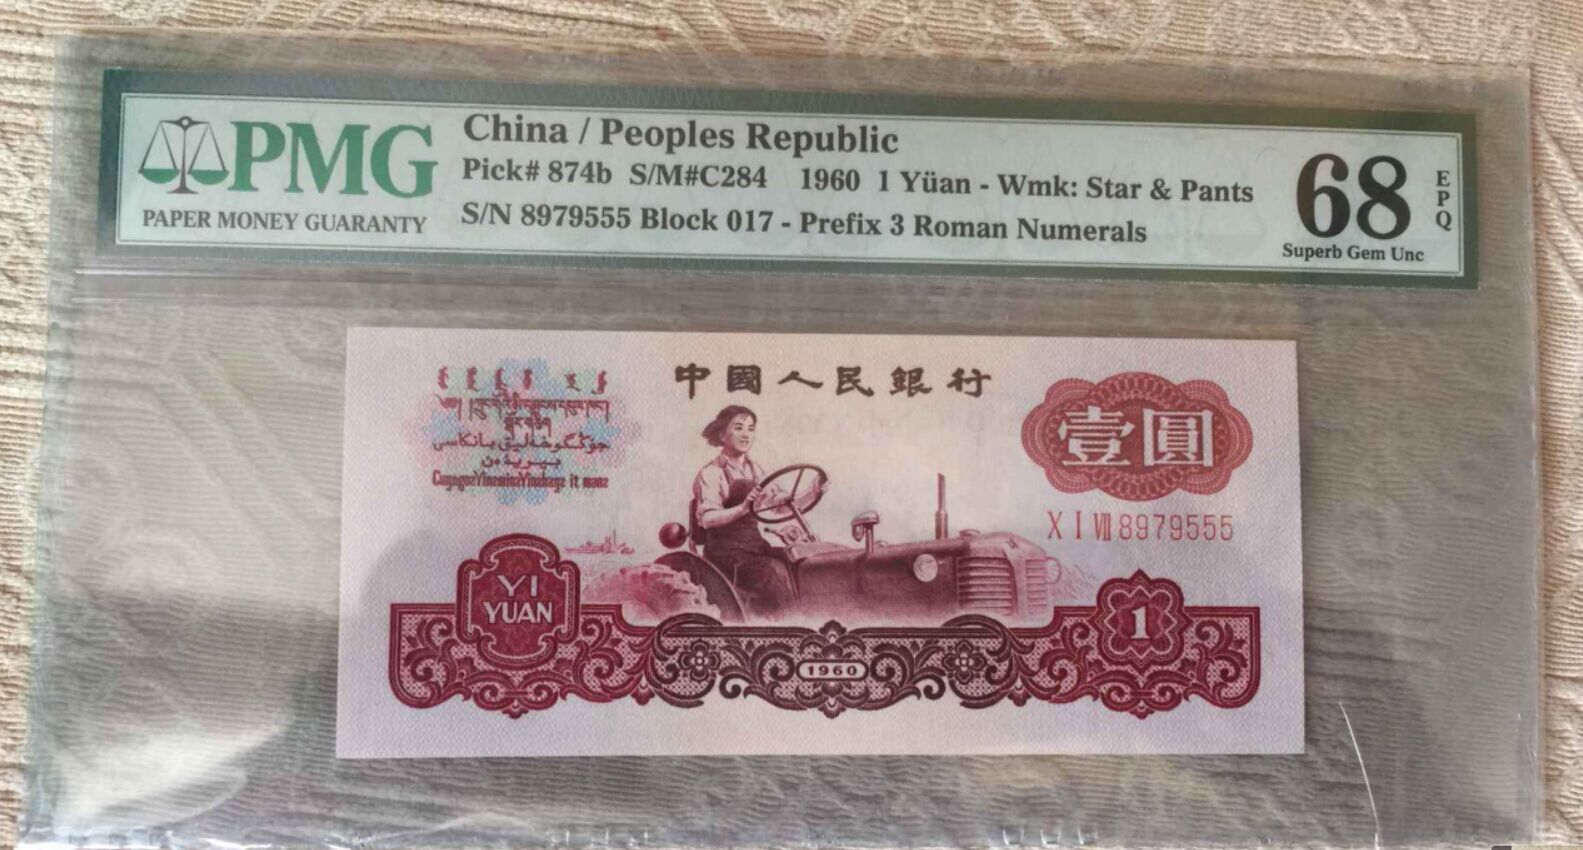 PMG
PAPER MONEY GUARANTY
China / Peoples Republic
Pick# 874b S/M#C284 1960 1 Yüan - Wmk: Star & Pants
S/N 8979555 Block 017 - Prefix 3 Roman Numerals
68
EPQ
Superb Gem Unc
中國人民銀行
壹圓
X I VII 8979555
YI
YUAN
1
1960